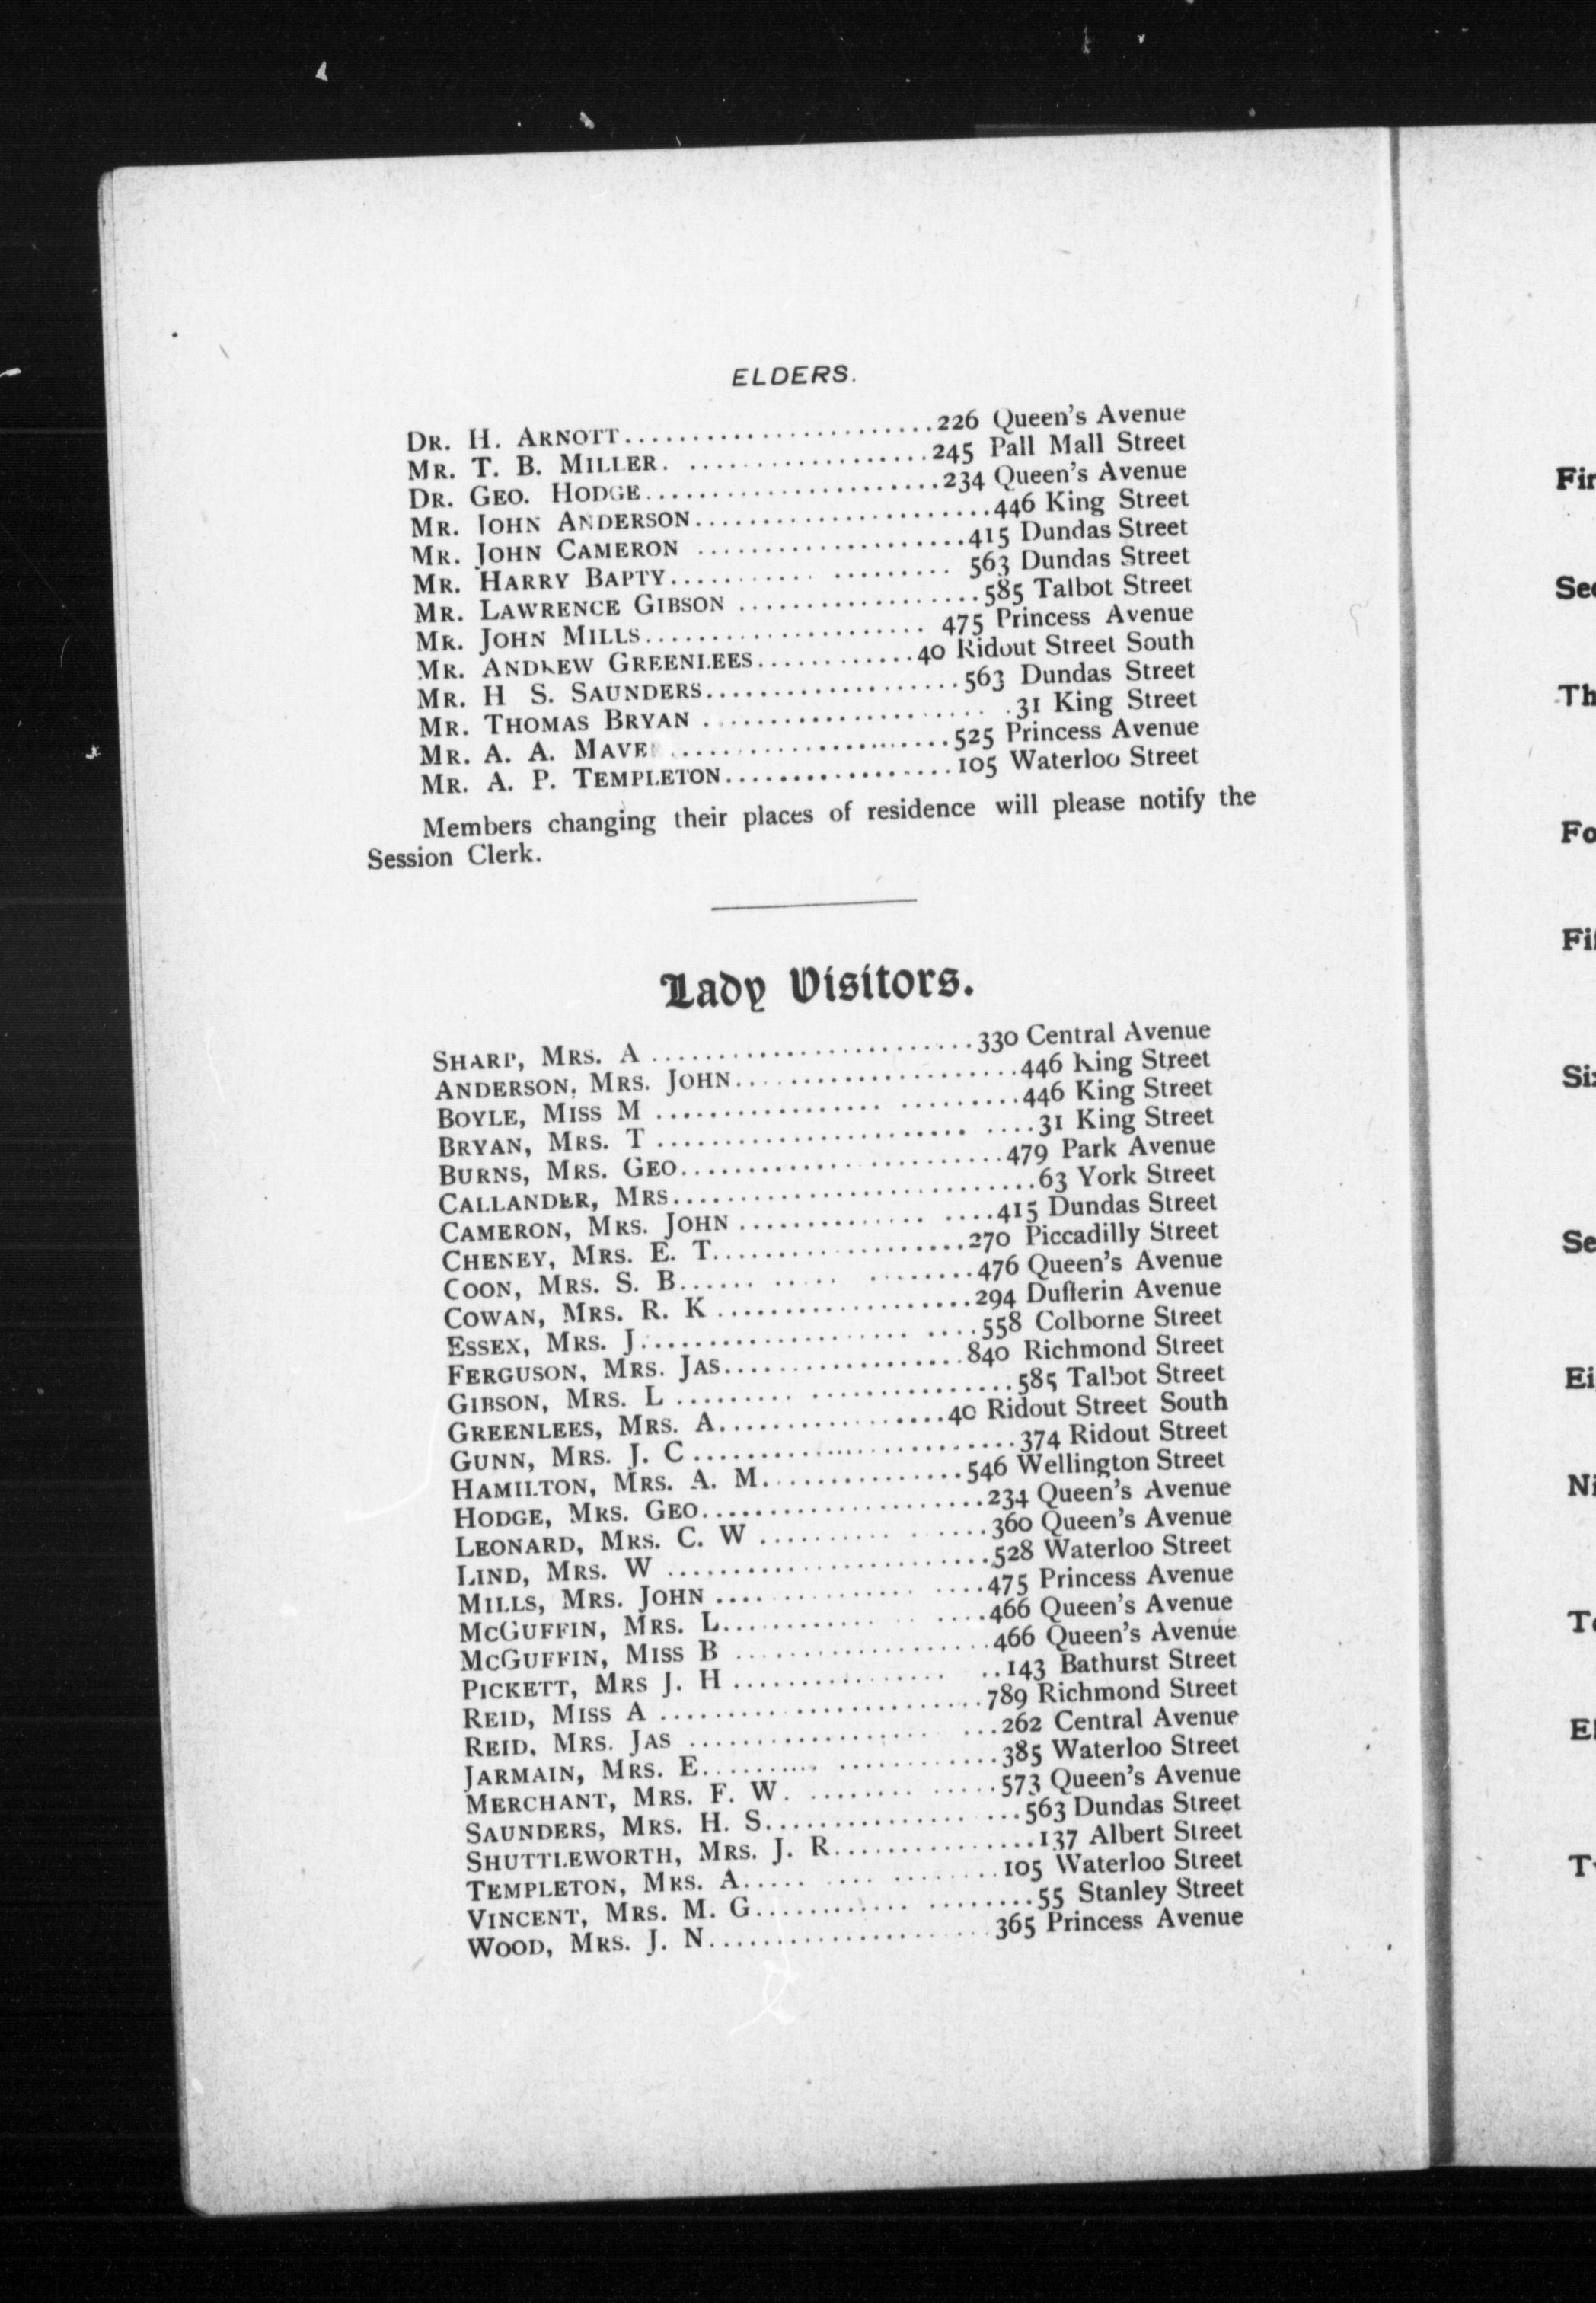 ELDERS.
DR. H. ARNOTT.......................226 Queen's Avenue
MR. T. B. MILLER. ..................245 Pall Mall Street
DR. GEO. HODGE......................234 Queen's Avenue
MR. JOHN ANDERSON......................446 King Street
MR. JOHN CAMERON ....................415 Dundas Street
MR. HARRY BAPTY........... ......... 563 Dundas Street
MR. LAWRENCE GIBSON ..................585 Talbot Street
MR. JOHN MILLS..................... 475 Princess Avenue
MR. ANDREW GREENLEES............40 Ridout Street South
MR. H S. SAUNDERS...................563 Dundas Street
MR. THOMAS BRYAN ..................... .31 King Street
MR. A. A. MAVER .....................525 Princess Avenue
MR. A. P. TEMPLETON.................105 Waterloo Street
Members changing their places of residence will please notify the
Session Clerk.
Lady Visitors.
SHARP, MRS. A ........................330 Central Avenue
ANDERSON, MRS. JOHN.....................446 King Street
BOYLE, MISS M ................. .........446 King Street
BRYAN, MRS. T ....................... ....31 King Street
BURNS, MRS. GEO........................479 Park Avenue
CALLANDER, MRS...........................63 York Street
CAMERON, MRS. JOHN .............. ....415 Dundas Street
CHENEY, MRS. E. T...................270 Piccadilly Street
COON, MRS. S. B...... ..... ........476 Queen's Avenue
COWAN, MRS. R. K ...................294 Dufferin Avenue
ESSEX, MRS. J.................... ....558 Colborne Street
FERGUSON, MRS. JAS..................840 Richmond Street
GIBSON, MRS. L ......... ...............585 Talbot Street
GREENLEES, MRS. A.................40 Ridout Street South
GUNN, MRS. J. C ........................374 Ridout Street
HAMILTON, MRS. A. M...............546 Wellington Street
HODGE, MRS. GEO.....................234 Queen's Avenue
LEONARD, MRS. C. W .......... ......360 Queen's Avenue
LIND, MRS. W ........................528 Waterloo Street
MILLS, MRS. JOHN ............... ....475 Princess Avenue
MCGUFFIN, MRS. L.............. ....466 Queen's Avenue
MCGUFFIN, MISS B ...................466 Queen's Avenue
PICKETT, MRS J. H ................ ..143 Bathurst Street
REID, MISS A ........................789 Richmond Street
REID, MRS. JAS .................. ...262 Central Avenue
JARMAIN, MRS. E......... ............385 Waterloo Street
MERCHANT, MRS. F. W. ........ .....573 Queen's Avenue
SAUNDERS, MRS. H. S............... ...563 Dundas Street
SHUTTLEWORTH, MRS. J. R...............137 Albert Street
TEMPLETON, MRS. A..... .... ........105 Waterloo Street
VINCENT, MRS. M. G............ ........55 Stanley Street
WOOD, MRS. J. N.....................365 Princess Avenue
Fi
Se
Th
Fo
Fi
Si
Se
Ei
Ni
T
El
T